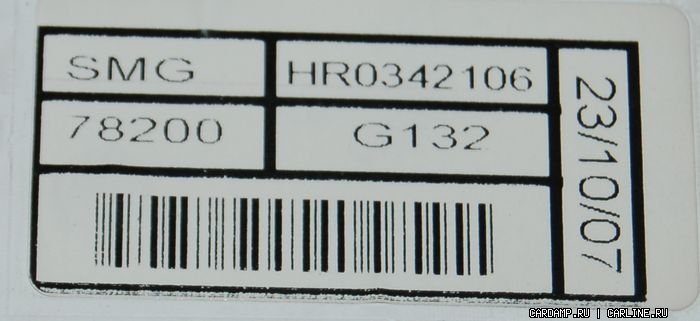 SMG HR0342106
78200 G132
23/10/07
CARDAMP.RU | CARLINE.RU